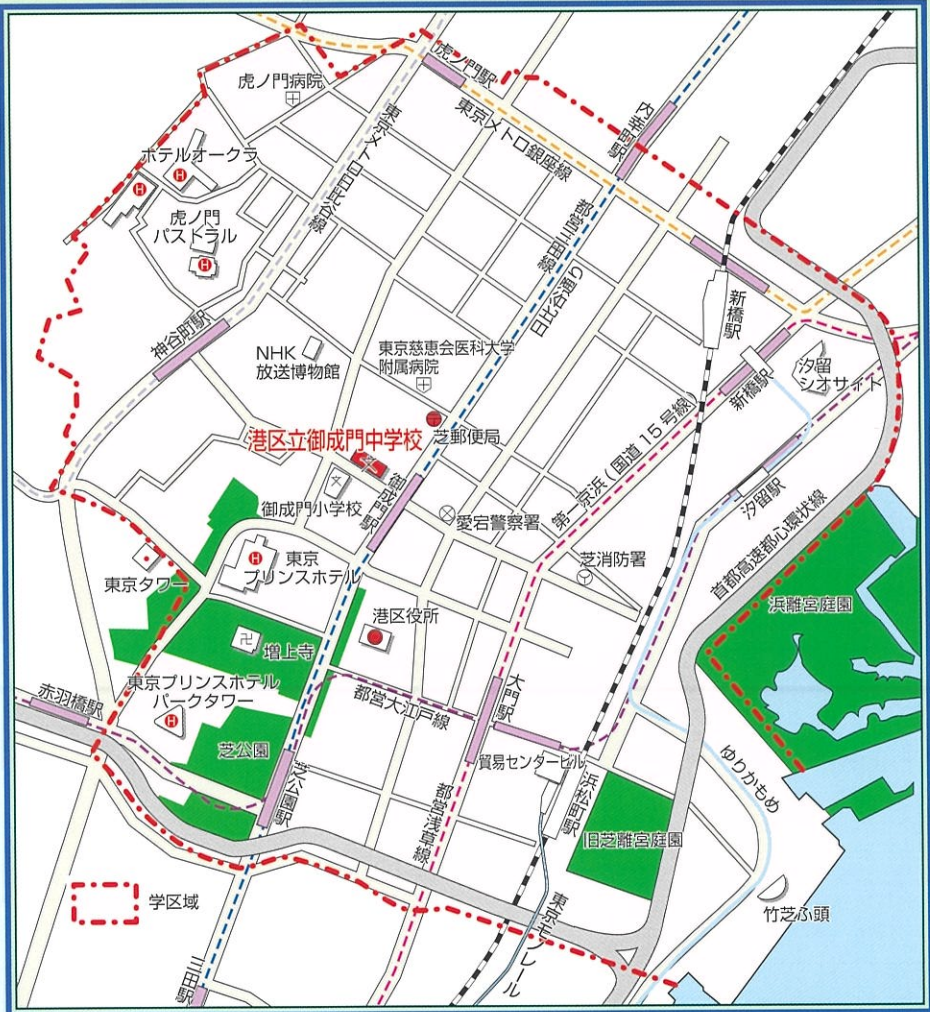 虎ノ門駅
虎ノ門病院
東京メトロ銀座線
内幸町駅
東京メトロ日比谷線
ホテルオークラ
H
H
虎ノ門
パストラル
H
都営三田線
日比谷通り
新橋駅
神谷町駅
NHK
放送博物館
東京慈恵会医科大学
附属病院
汐留
シオサイト
新橋駅
港区立御成門中学校
芝郵便局
第一京浜(国道15号線)
御成門駅
御成門小学校
愛宕警察署
汐留駅
首都高速都心環状線
芝消防署
東京タワー
H
東京
プリンスホテル
浜離宮庭園
港区役所
卍
増上寺
東京プリンスホテル
パークタワー
H
赤羽橋駅
都営大江戸線
大門駅
芝公園
貿易センタービル
浜松町駅
ゆりかもめ
芝公園駅
都営浅草線
旧芝離宮庭園
学区域
竹芝ふ頭
東京モノレール
三田駅